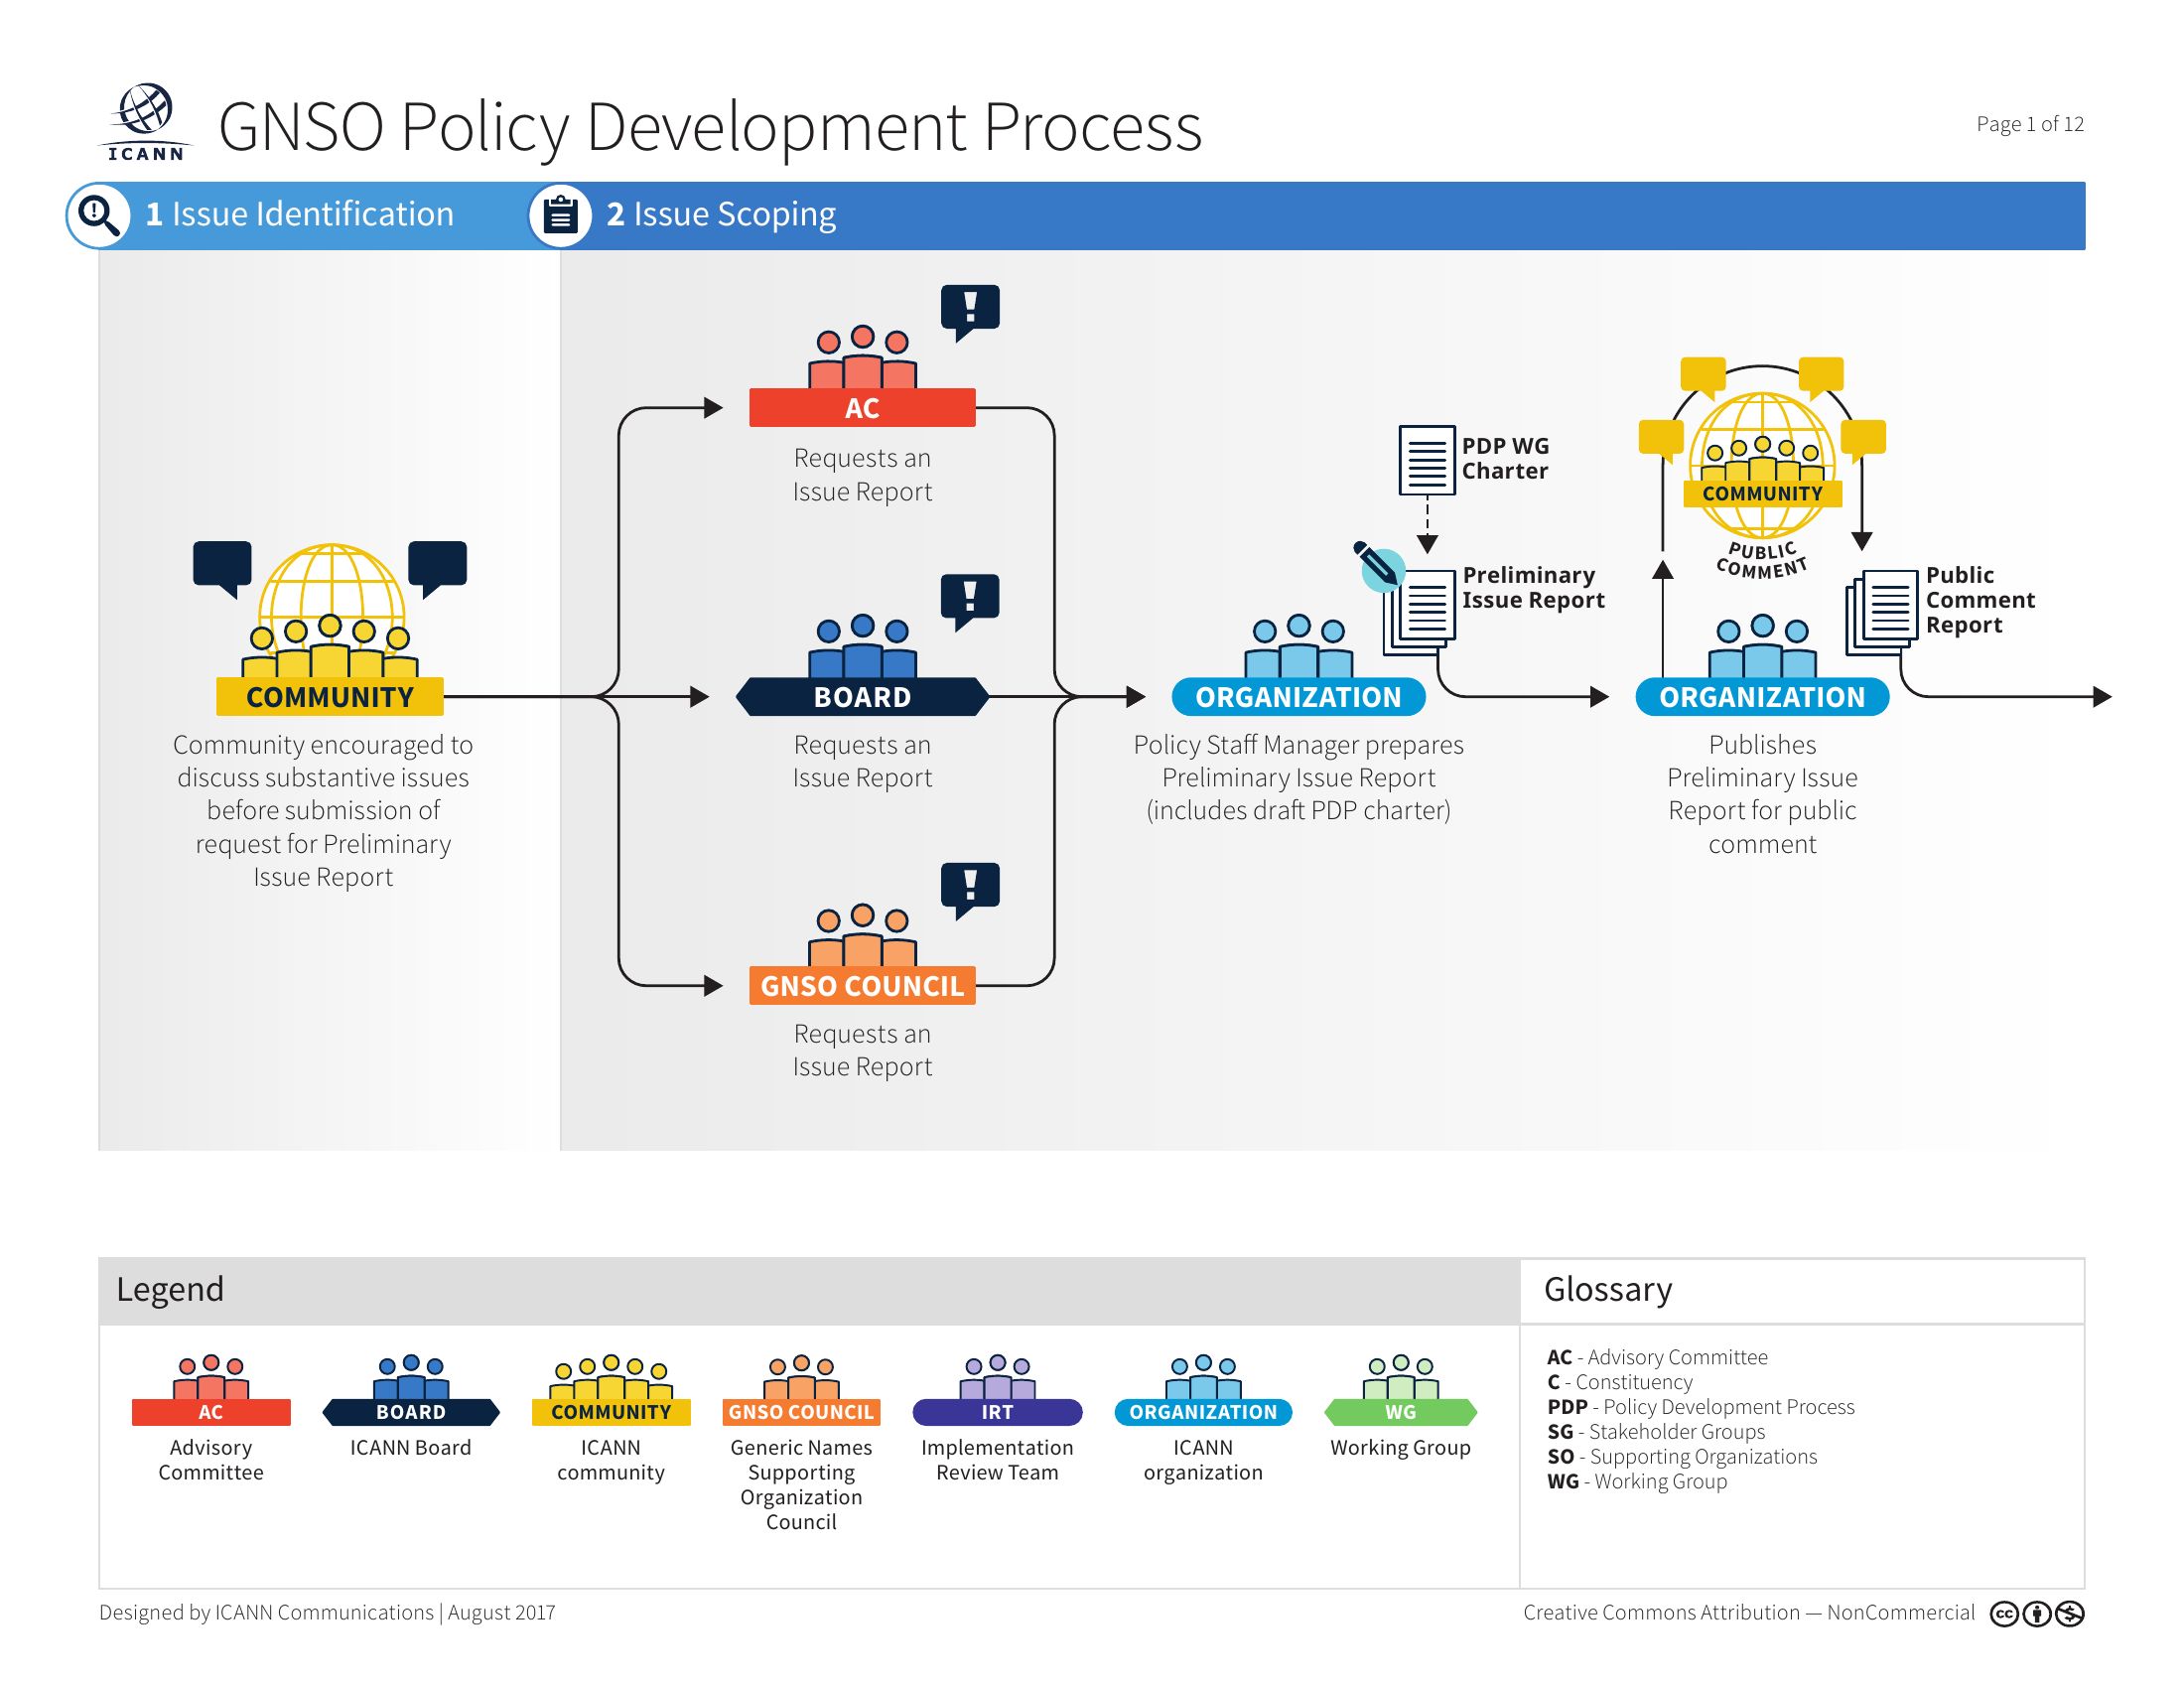 ICANN
GNSO Policy Development Process
Page 1 of 12
1 Issue Identification
2 Issue Scoping
COMMUNITY
Community encouraged to
discuss substantive issues
before submission of
request for Preliminary
Issue Report
AC
Requests an
Issue Report
BOARD
Requests an
Issue Report
GNSO COUNCIL
Requests an
Issue Report
PDP WG
Charter
Preliminary
Issue Report
ORGANIZATION
Policy Staff Manager prepares
Preliminary Issue Report
(includes draft PDP charter)
COMMUNITY
PUBLIC
COMMENT
Public
Comment
Report
ORGANIZATION
Publishes
Preliminary Issue
Report for public
comment
Legend
AC
Advisory
Committee
BOARD
ICANN Board
COMMUNITY
ICANN
community
GNSO COUNCIL
Generic Names
Supporting
Organization
Council
IRT
Implementation
Review Team
ORGANIZATION
ICANN
organization
WG
Working Group
Glossary
AC - Advisory Committee
C - Constituency
PDP - Policy Development Process
SG - Stakeholder Groups
SO - Supporting Organizations
WG - Working Group
Designed by ICANN Communications | August 2017
Creative Commons Attribution — NonCommercial
cc